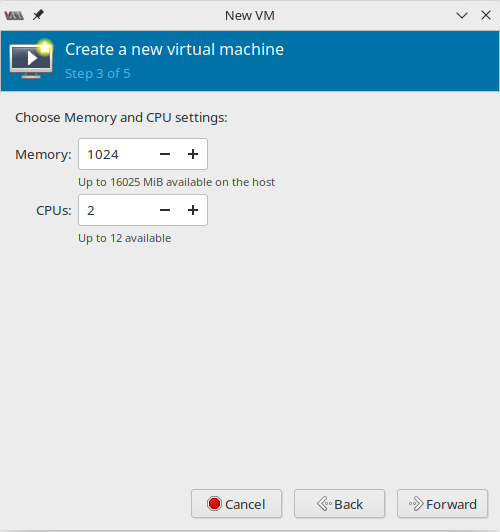 New VM
Create a new virtual machine
Step 3 of 5
Choose Memory and CPU settings:
Memory: 1024
Up to 16025 MiB available on the host
CPUs: 2
Up to 12 available
Cancel Back Forward